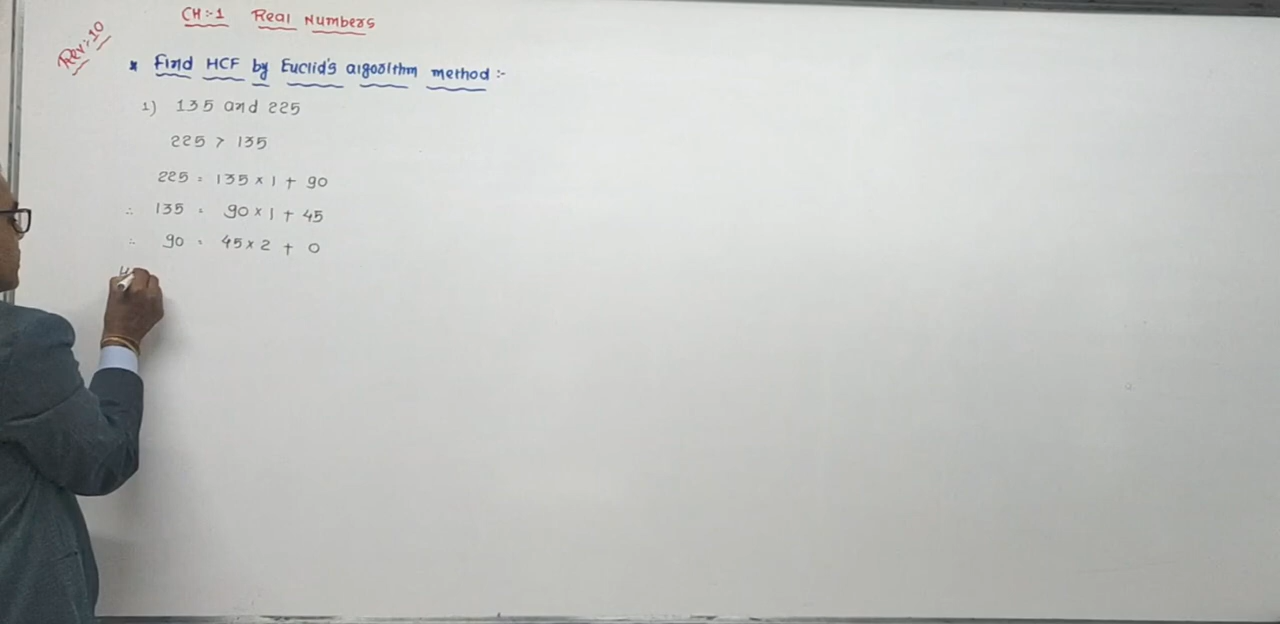 CH:-1 Real Numbers
Rev:-10
* Find HCF by Euclid's algorithm method :-
1) 135 and 225
225 > 135
225 = 135 × 1 + 90
∴ 135 = 90 × 1 + 45
∴ 90 = 45 × 2 + 0